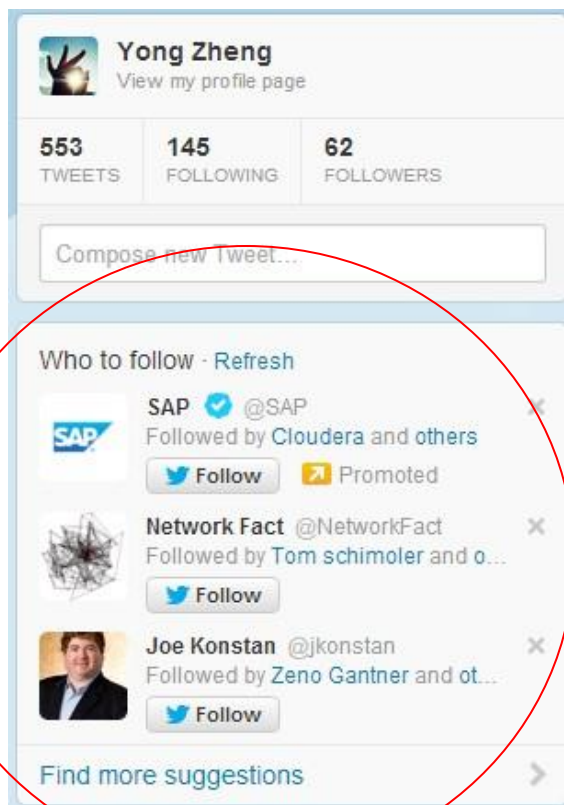 Yong Zheng
View my profile page
553 145 62
TWEETS FOLLOWING FOLLOWERS
Compose new Tweet...
Who to follow · Refresh
SAP @SAP
SAP
Followed by Cloudera and others
Follow Promoted
Network Fact @NetworkFact
Followed by Tom schimoler and o...
Follow
Joe Konstan @jkonstan
Followed by Zeno Gantner and ot...
Follow
Find more suggestions